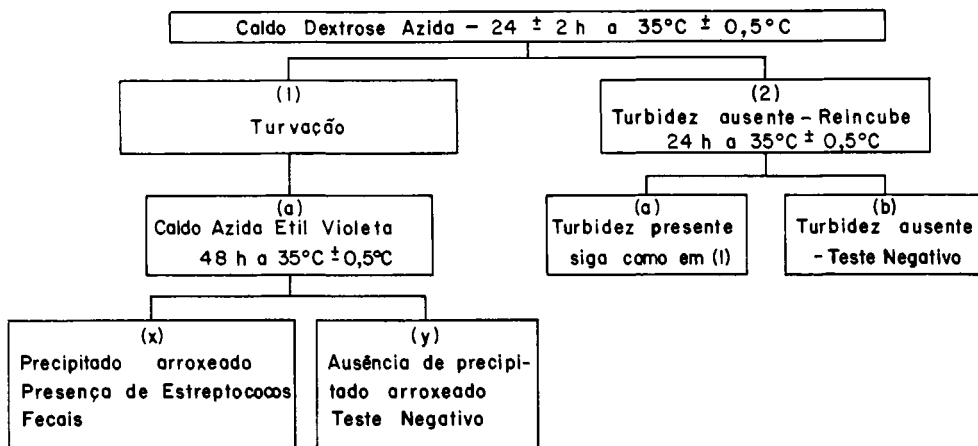 Caldo Dextrose Azida – 24 ± 2 h a 35°C ± 0,5°C
(1)
Turvação
(2)
Turbidez ausente – Reincube
24 h a 35°C ± 0,5°C
(a)
Caldo Azida Etil Violeta
48 h a 35°C ± 0,5°C
(a)
Turbidez presente
siga como em (1)
(b)
Turbidez ausente
– Teste Negativo
(x)
Precipitado arroxeado
Presença de Estreptococos
Fecais
(y)
Ausência de precipi-
tado arroxeado
Teste Negativo